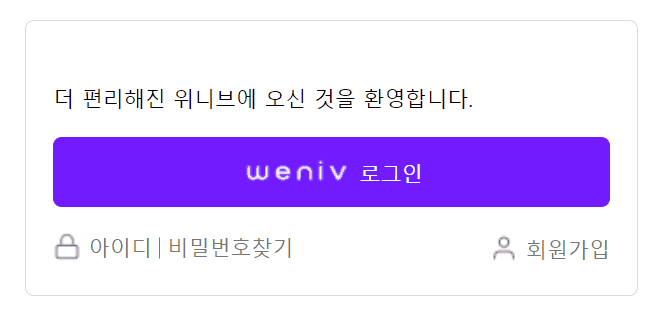 더 편리해진 위니브에 오신 것을 환영합니다.
weniv 로그인
아이디 | 비밀번호찾기 회원가입